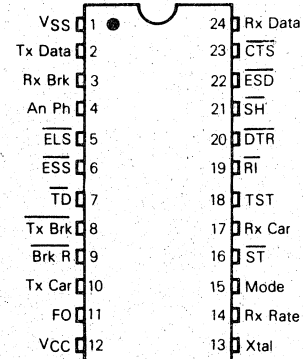 VSS 1 24 Rx Data
Tx Data 2 23 CTS
Rx Brk 3 22 ESD
An Ph 4 21 SH
ELS 5 20 DTR
ESS 6 19 RI
TD 7 18 TST
Tx Brk 8 17 Rx Car
Brk R 9 16 ST
Tx Car 10 15 Mode
FO 11 14 Rx Rate
VCC 12 13 Xtal